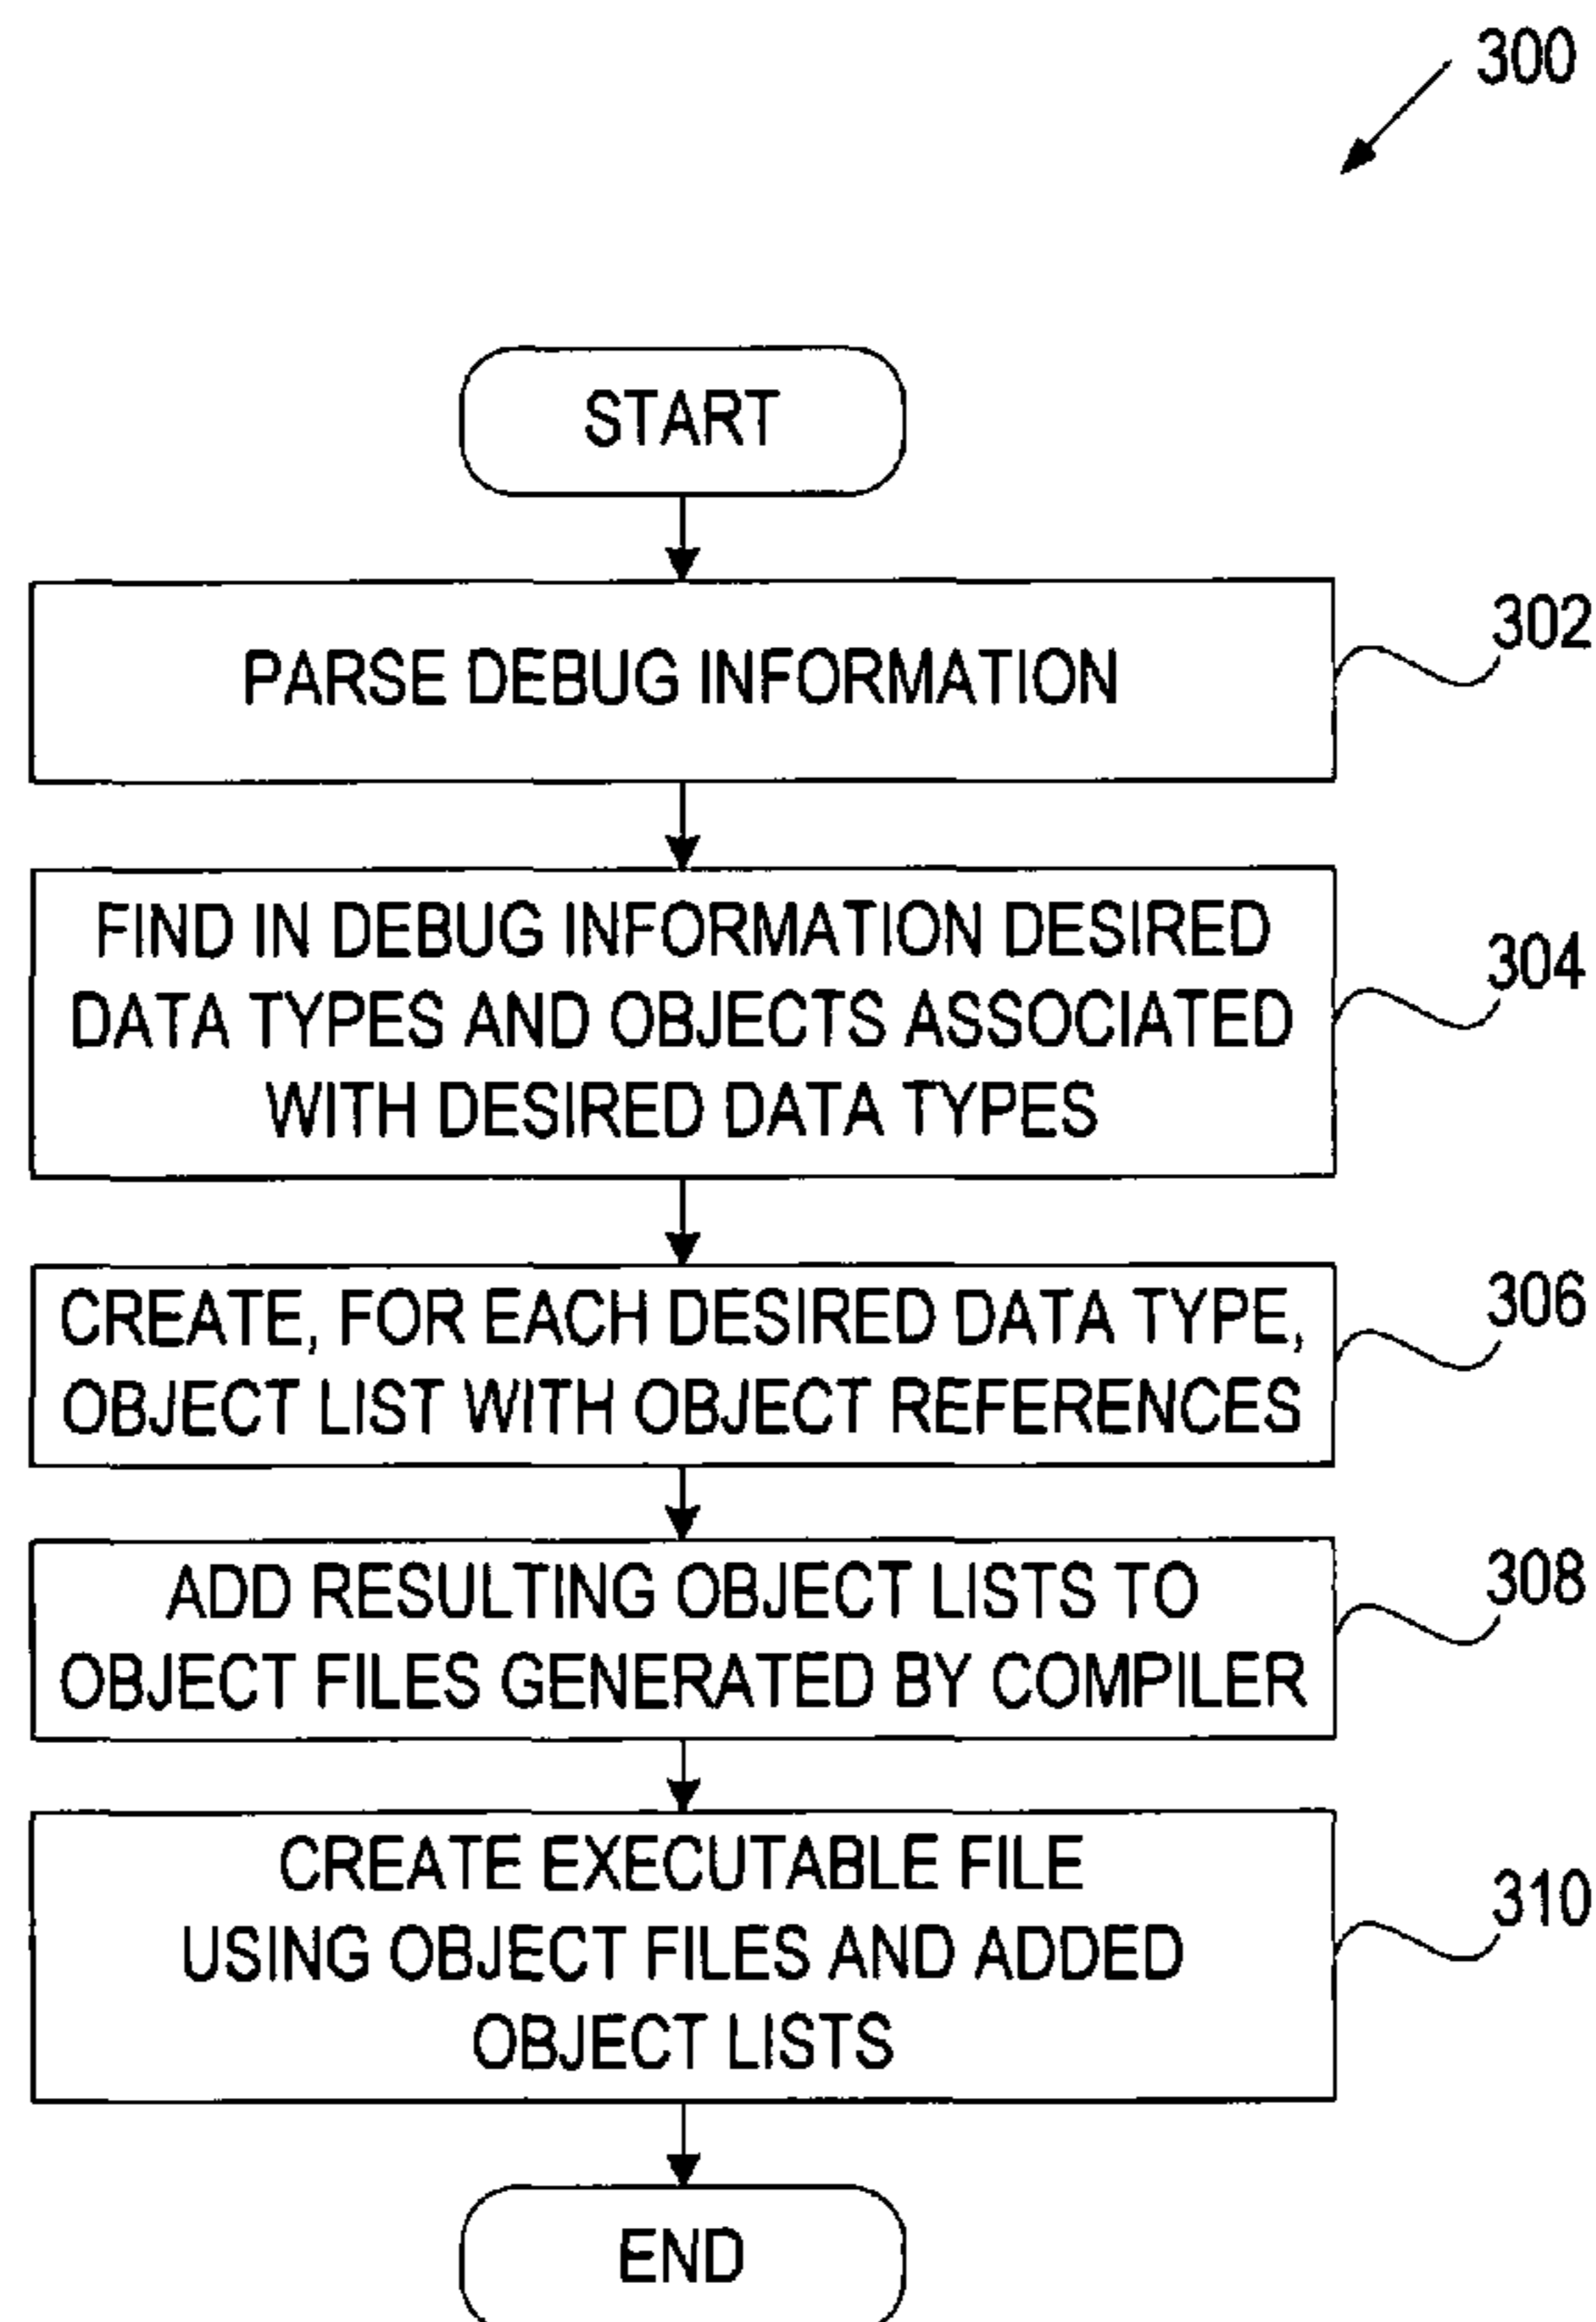 300
START
PARSE DEBUG INFORMATION
302
FIND IN DEBUG INFORMATION DESIRED
DATA TYPES AND OBJECTS ASSOCIATED
WITH DESIRED DATA TYPES
304
CREATE, FOR EACH DESIRED DATA TYPE,
OBJECT LIST WITH OBJECT REFERENCES
306
ADD RESULTING OBJECT LISTS TO
OBJECT FILES GENERATED BY COMPILER
308
CREATE EXECUTABLE FILE
USING OBJECT FILES AND ADDED
OBJECT LISTS
310
END